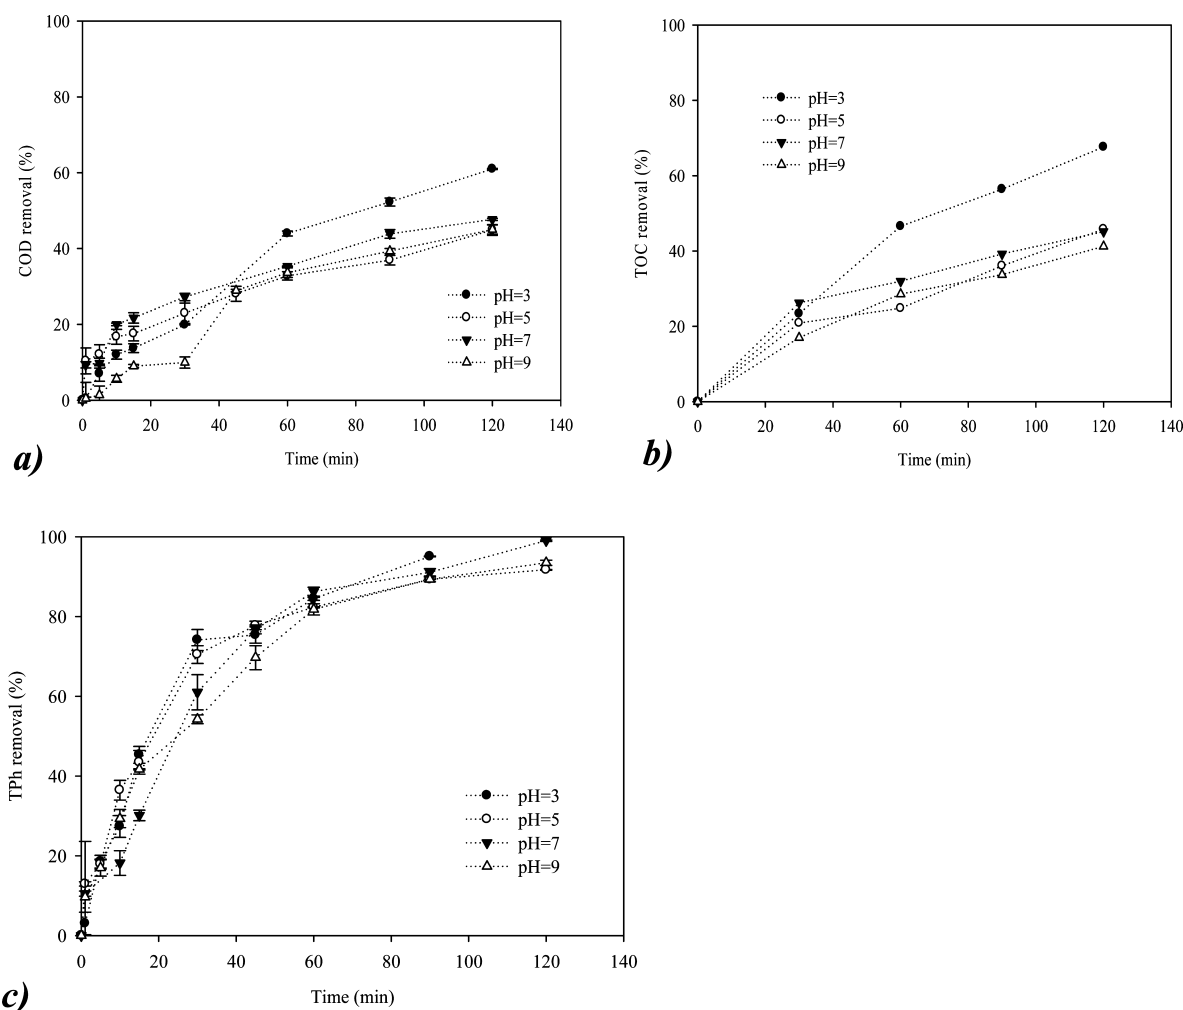 100
80
60
40
20
0
COD removal (%)
pH=3
pH=5
pH=7
pH=9
0 20 40 60 80 100 120 140
Time (min)
a)
100
80
60
40
20
0
TOC removal (%)
pH=3
pH=5
pH=7
pH=9
0 20 40 60 80 100 120 140
Time (min)
b)
100
80
60
40
20
0
TPh removal (%)
pH=3
pH=5
pH=7
pH=9
0 20 40 60 80 100 120 140
Time (min)
c)